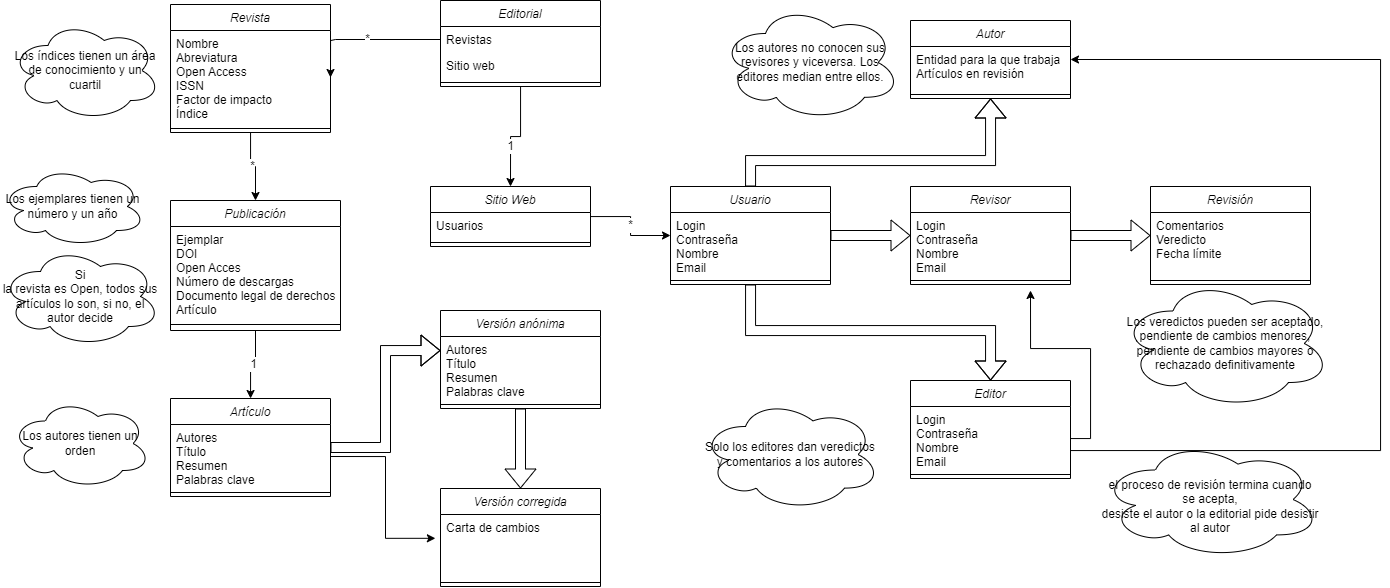 Revista
Nombre
Abreviatura
Open Access
ISSN
Factor de impacto
Índice
Editorial
Revistas
Sitio web
*
Los índices tienen un área
de conocimiento y un
cuartil
Los autores no conocen sus
revisores y viceversa. Los
editores median entre ellos.
Autor
Entidad para la que trabaja
Artículos en revisión
*
1
Los ejemplares tienen un
número y un año
Publicación
Ejemplar
DOI
Open Acces
Número de descargas
Documento legal de derechos
Artículo
Sitio Web
Usuarios
*
Usuario
Login
Contraseña
Nombre
Email
Revisor
Login
Contraseña
Nombre
Email
Revisión
Comentarios
Veredicto
Fecha límite
Si
la revista es Open, todos sus
artículos lo son, si no, el
autor decide
1
Versión anónima
Autores
Título
Resumen
Palabras clave
Los veredictos pueden ser aceptado,
pendiente de cambios menores,
pendiente de cambios mayores o
rechazado definitivamente
Artículo
Autores
Título
Resumen
Palabras clave
Los autores tienen un
orden
Editor
Login
Contraseña
Nombre
Email
Solo los editores dan veredictos
y comentarios a los autores
Versión corregida
Carta de cambios
el proceso de revisión termina cuando
se acepta,
desiste el autor o la editorial pide desistir
al autor